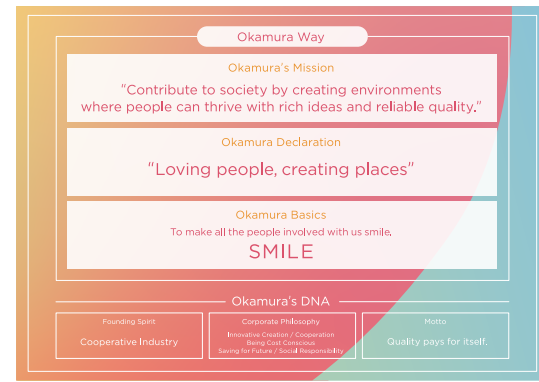 Okamura Way
Okamura's Mission
"Contribute to society by creating environments
where people can thrive with rich ideas and reliable quality."
Okamura Declaration
"Loving people, creating places"
Okamura Basics
To make all the people involved with us smile.
SMILE
Okamura's DNA
Founding Spirit
Cooperative Industry
Corporate Philosophy
Innovative Creation / Cooperation
Being Cost Conscious
Saving for Future / Social Responsibility
Motto
Quality pays for itself.